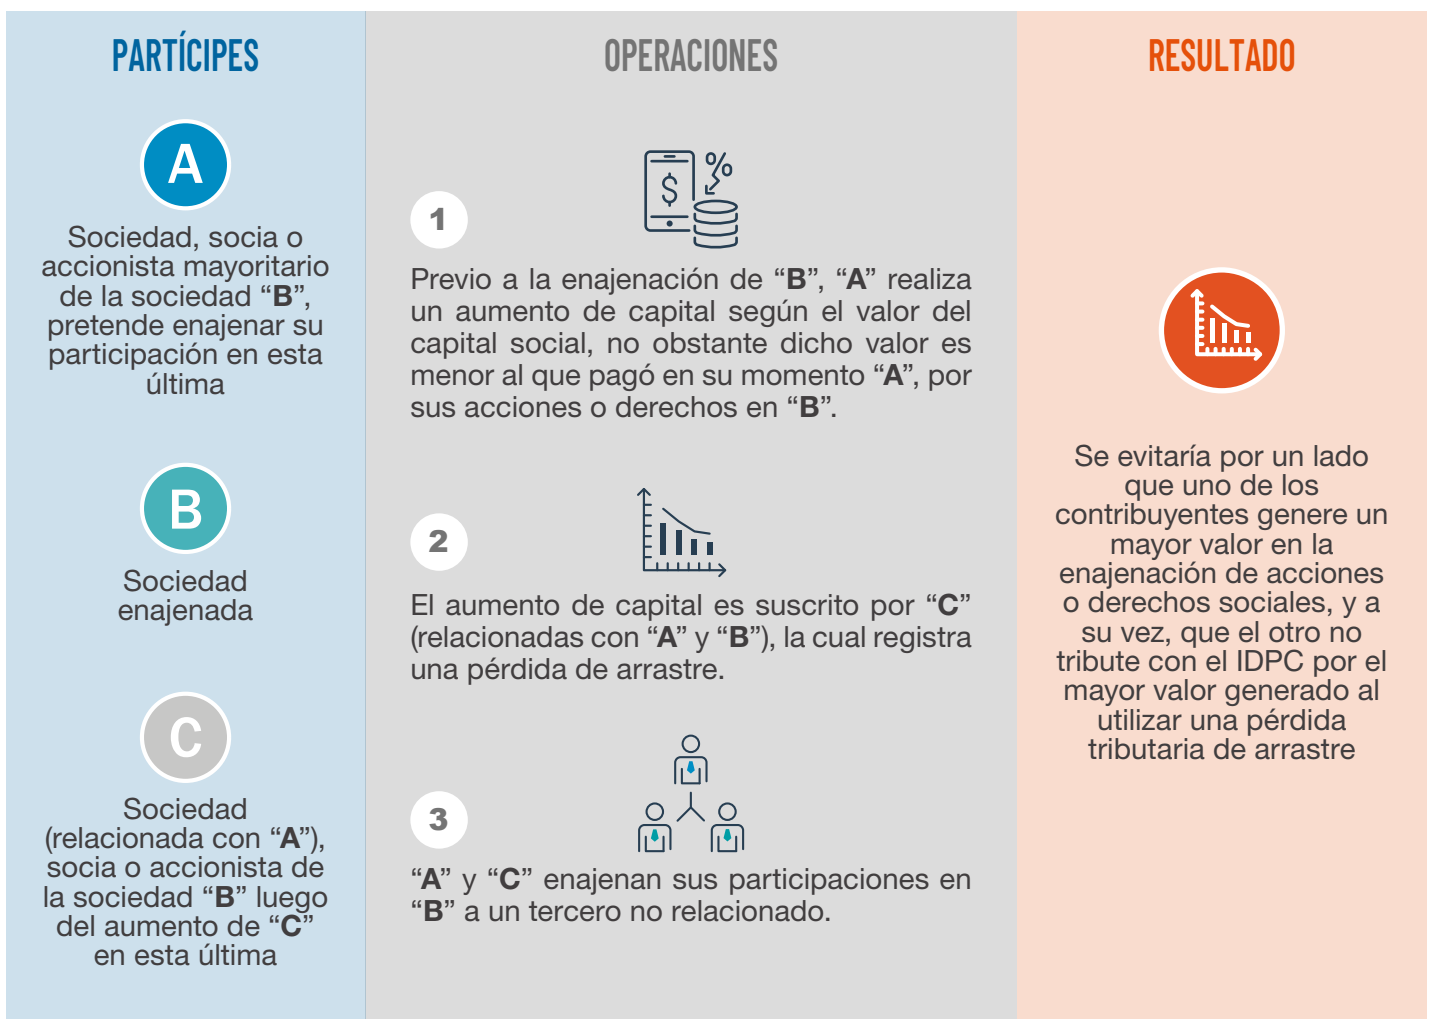 PARTÍCIPES
A
Sociedad, socia o
accionista mayoritario
de la sociedad “B”,
pretende enajenar su
participación en esta
última
B
Sociedad
enajenada
C
Sociedad
(relacionada con “A”),
socia o accionista de
la sociedad “B” luego
del aumento de “C”
en esta última
OPERACIONES
1
$
%
Previo a la enajenación de “B”, “A” realiza
un aumento de capital según el valor del
capital social, no obstante dicho valor es
menor al que pagó en su momento “A”, por
sus acciones o derechos en “B”.
2
El aumento de capital es suscrito por “C”
(relacionadas con “A” y “B”), la cual registra
una pérdida de arrastre.
3
“A” y “C” enajenan sus participaciones en
“B” a un tercero no relacionado.
RESULTADO
Se evitaría por un lado
que uno de los
contribuyentes genere un
mayor valor en la
enajenación de acciones
o derechos sociales, y a
su vez, que el otro no
tribute con el IDPC por el
mayor valor generado al
utilizar una pérdida
tributaria de arrastre